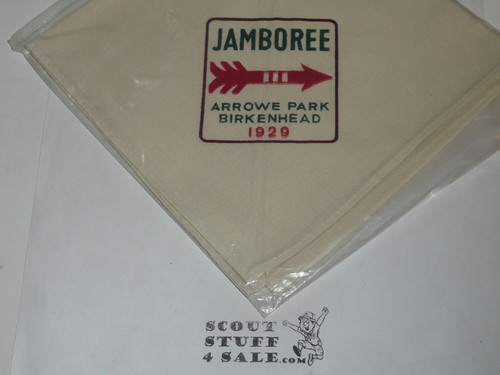 JAMBOREE
ARROWE PARK
BIRKENHEAD
1929
SCOUT
STUFF
4 SALE.com